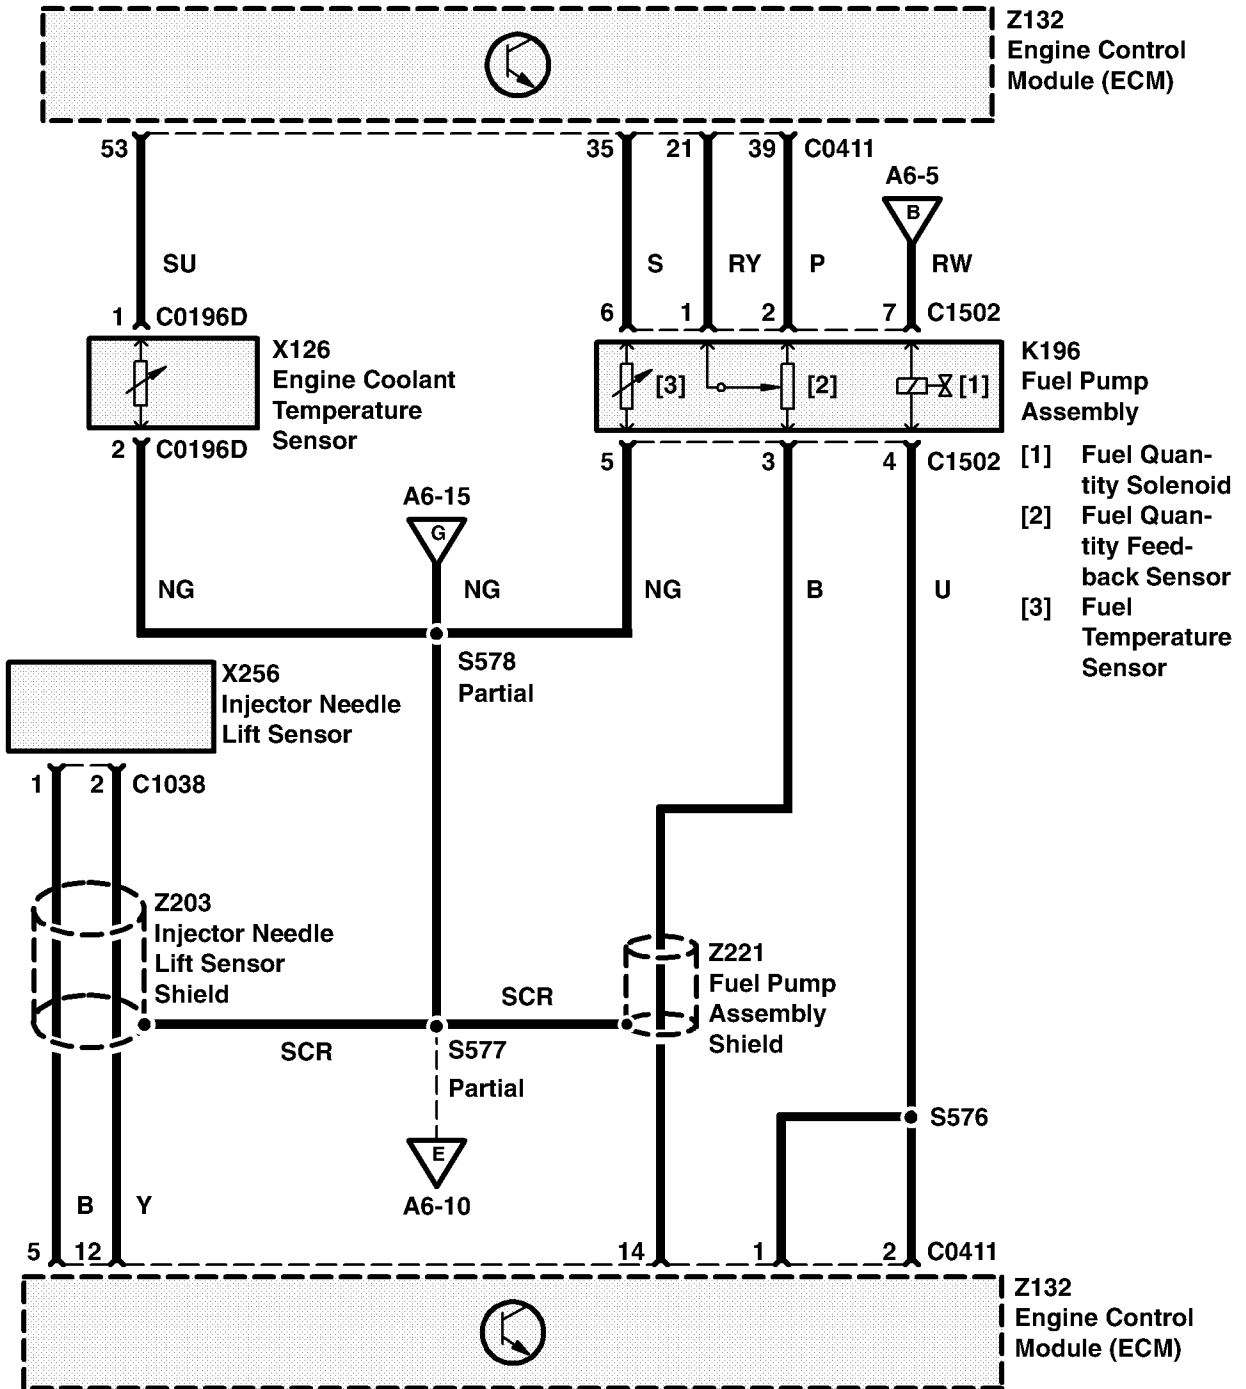 Z132
Engine Control
Module (ECM)
53
35
21
39
C0411
A6-5
B
SU
S
RY
P
RW
1
C0196D
6
1
2
7
C1502
X126
Engine Coolant
Temperature
Sensor
[3]
[2]
[1]
K196
Fuel Pump
Assembly
2
C0196D
5
3
4
C1502
[1] Fuel Quan-
tity Solenoid
[2] Fuel Quan-
tity Feed-
back Sensor
[3] Fuel
Temperature
Sensor
A6-15
G
NG
NG
NG
B
U
S578
Partial
X256
Injector Needle
Lift Sensor
1
2
C1038
Z203
Injector Needle
Lift Sensor
Shield
Z221
Fuel Pump
Assembly
Shield
SCR
SCR
S577
Partial
E
A6-10
S576
B
Y
5
12
14
1
2
C0411
Z132
Engine Control
Module (ECM)